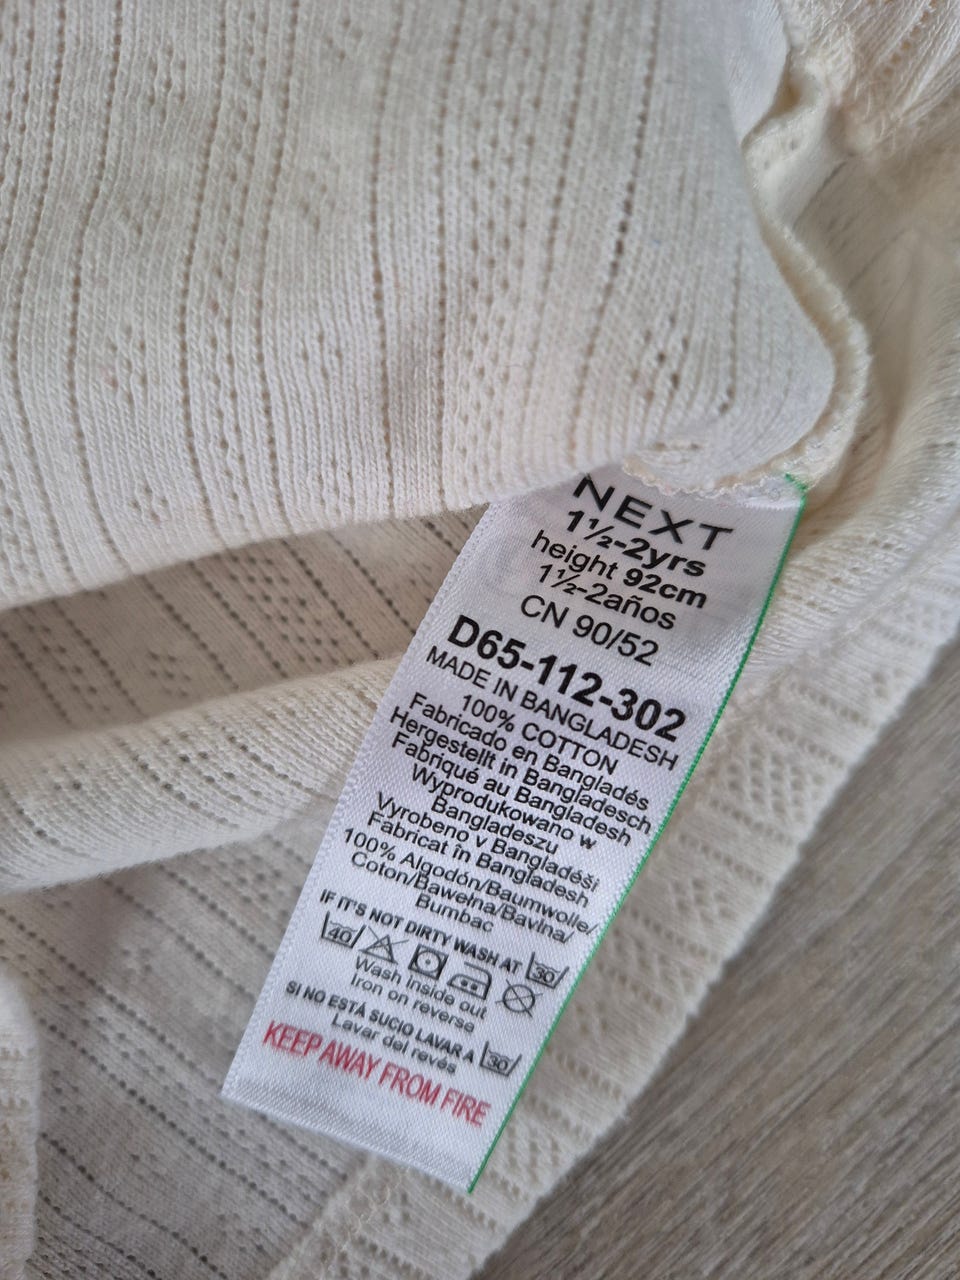 NEXT
1½-2yrs
height 92cm
1½-2años
CN 90/52
D65-112-302
MADE IN BANGLADESH
100% COTTON
Fabricado en Bangladés
Hergestellt in Bangladesch
Fabriqué au Bangladesh
Wyprodukowano w
Bangladeszu
Vyrobeno v Bangladéši
Fabricat în Bangladesh
100% Algodón/Baumwolle/
Coton/Bawełna/Bavlna/
Bumbac
IF IT'S NOT DIRTY WASH AT 30
40
Wash inside out
Iron on reverse
SI NO ESTÁ SUCIO LAVAR A 30
Lavar del revés
KEEP AWAY FROM FIRE